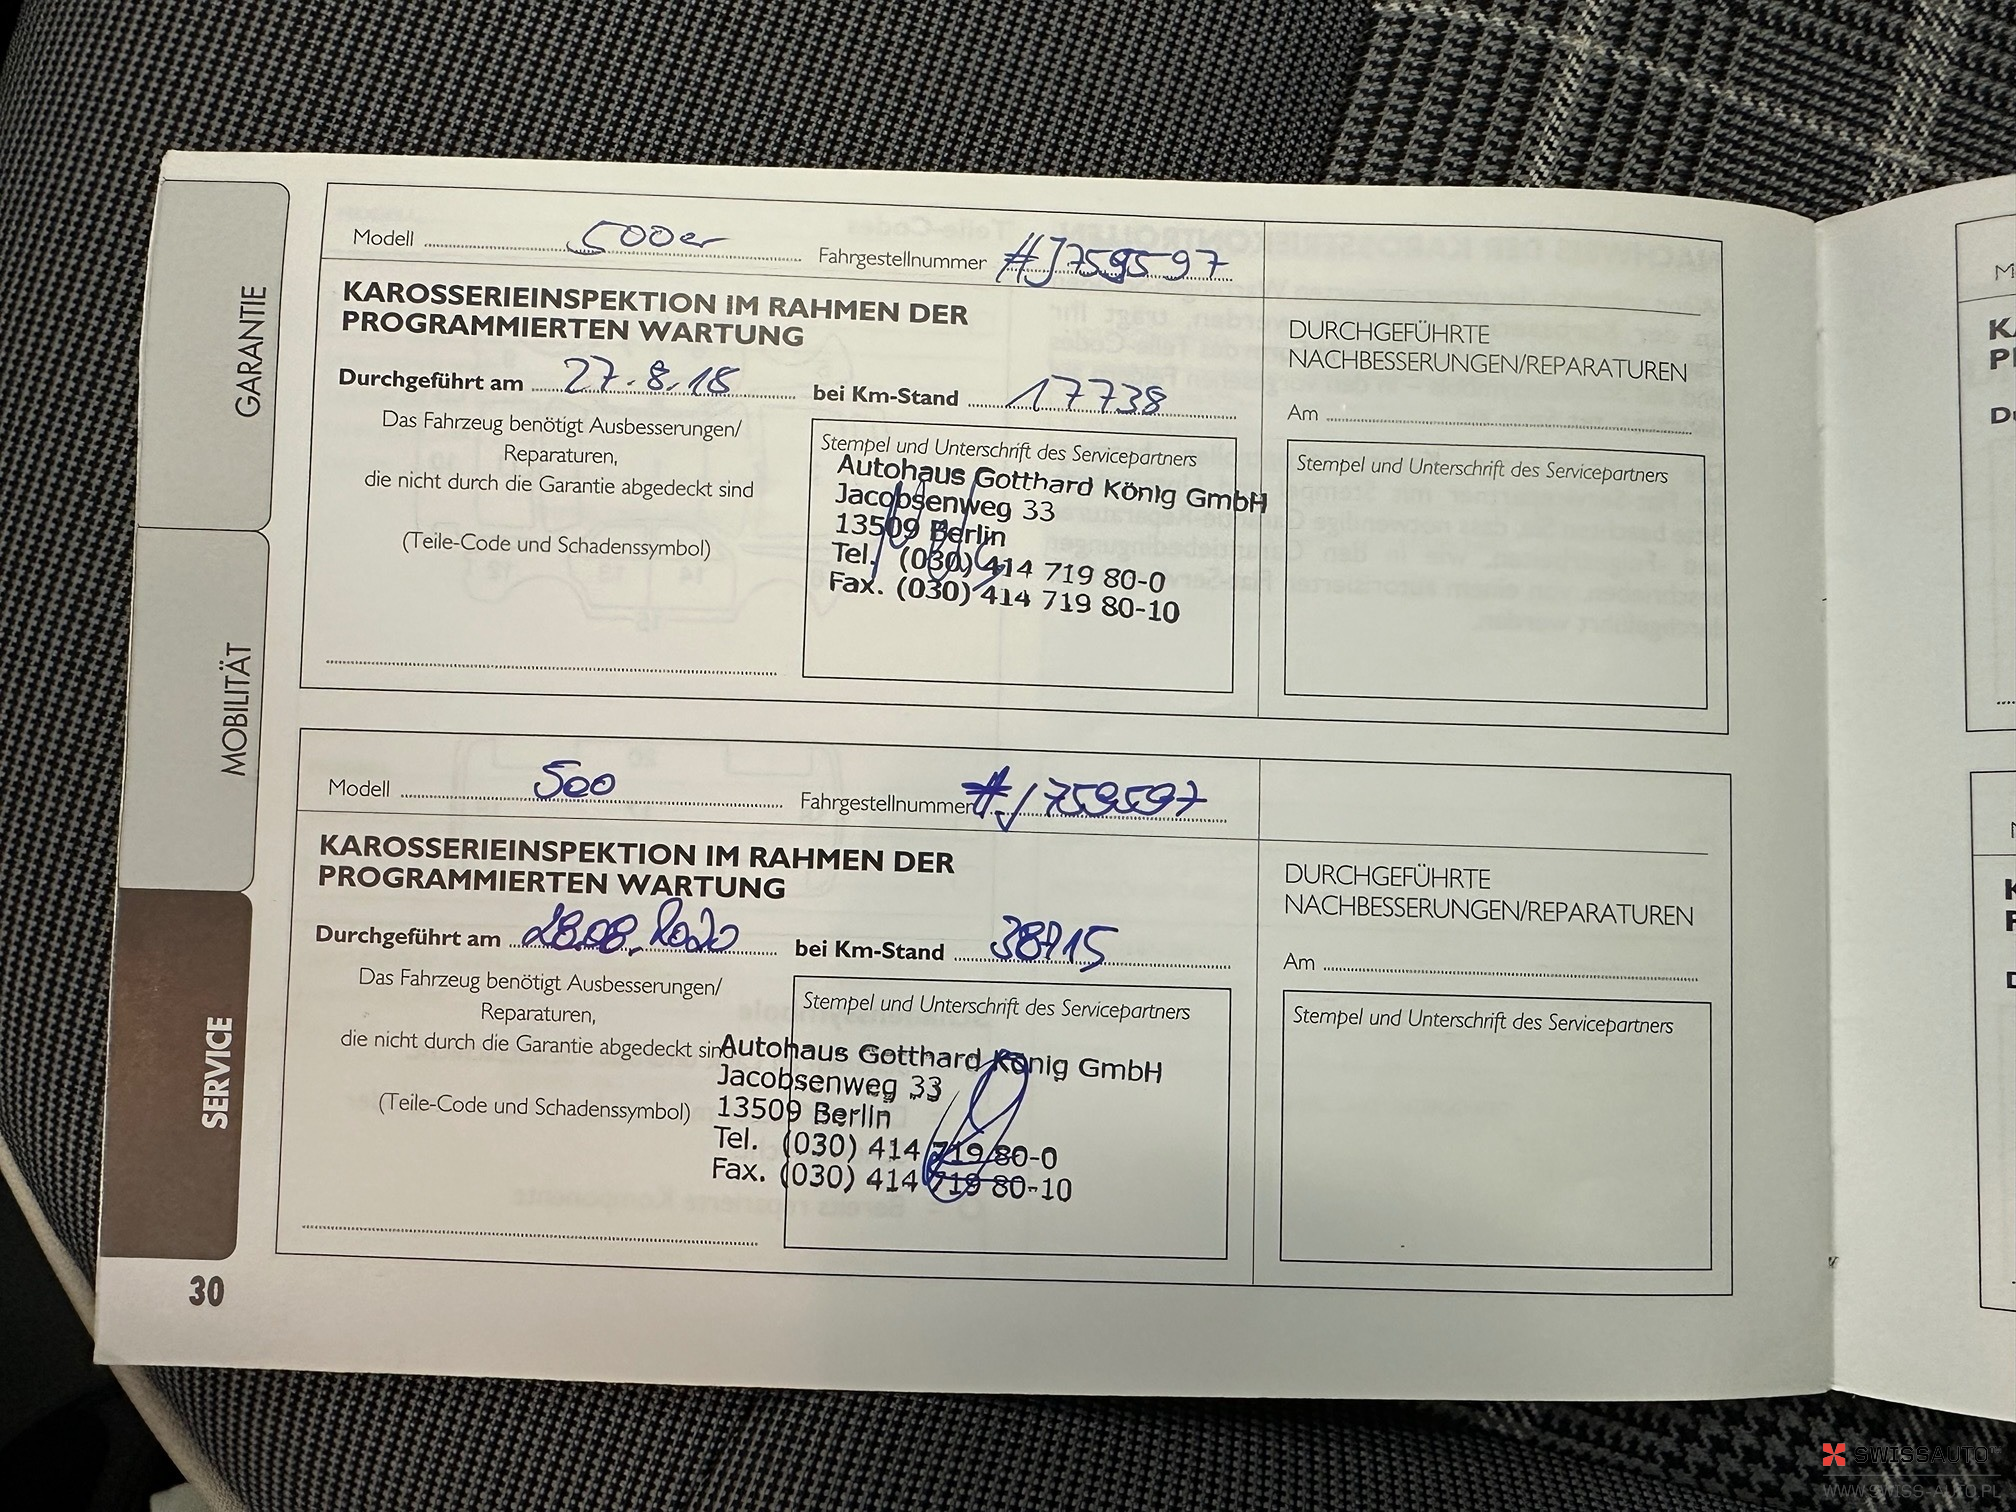 GARANTIE
MOBILITÄT
SERVICE
30
Modell 500er Fahrgestellnummer #J759597
KAROSSERIEINSPEKTION IM RAHMEN DER
PROGRAMMIERTEN WARTUNG
Durchgeführt am 27.8.18 bei Km-Stand 17738
Das Fahrzeug benötigt Ausbesserungen/
Reparaturen,
die nicht durch die Garantie abgedeckt sind
(Teile-Code und Schadenssymbol)
Stempel und Unterschrift des Servicepartners
Autohaus Gotthard König GmbH
Jacobsenweg 33
13509 Berlin
Tel. (030) 414 719 80-0
Fax. (030) 414 719 80-10
DURCHGEFÜHRTE
NACHBESSERUNGEN/REPARATUREN
Am
Stempel und Unterschrift des Servicepartners
Modell 500 Fahrgestellnummer #J759597
KAROSSERIEINSPEKTION IM RAHMEN DER
PROGRAMMIERTEN WARTUNG
Durchgeführt am 28.08.2020 bei Km-Stand
Das Fahrzeug benötigt Ausbesserungen/
Reparaturen,
die nicht durch die Garantie abgedeckt sind
(Teile-Code und Schadenssymbol)
Stempel und Unterschrift des Servicepartners
Autohaus Gotthard König GmbH
Jacobsenweg 33
13509 Berlin
Tel. (030) 414 719 80-0
Fax. (030) 414 719 80-10
DURCHGEFÜHRTE
NACHBESSERUNGEN/REPARATUREN
Am
Stempel und Unterschrift des Servicepartners
SWISSAUTO
WWW.SWISS-AUTO.PL